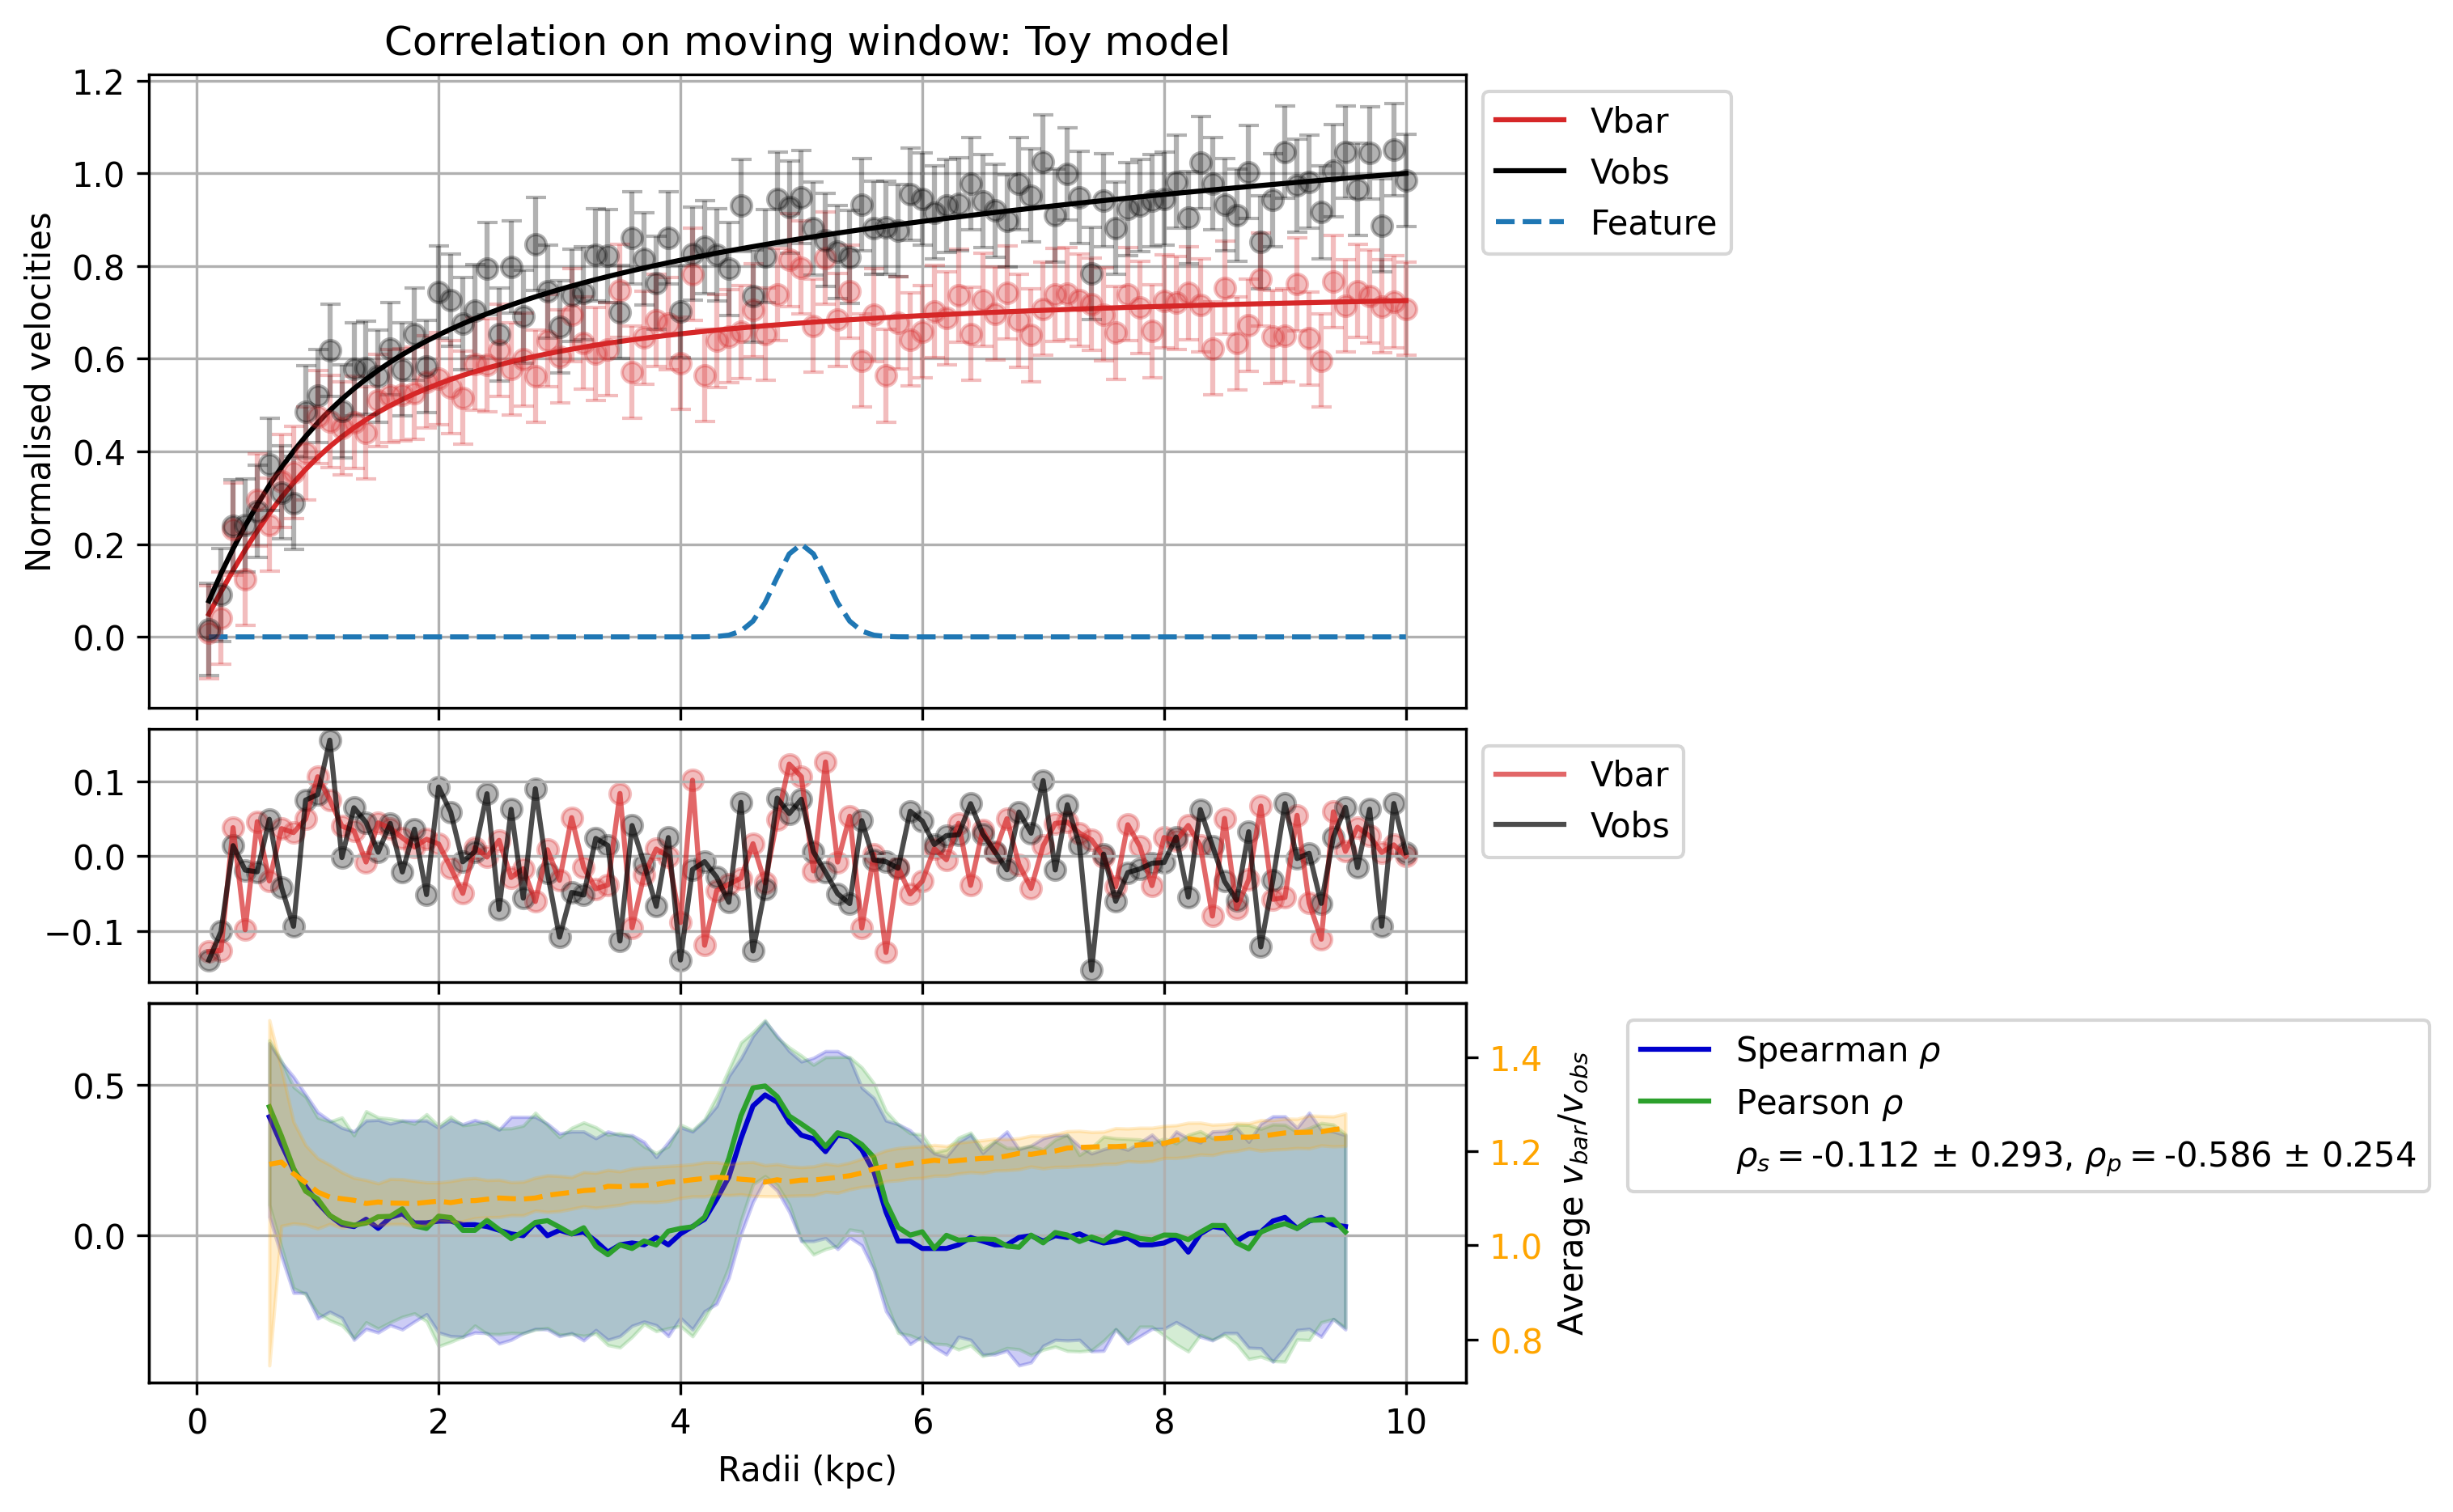 Correlation on moving window: Toy model
Normalised velocities
1.2
1.0
0.8
0.6
0.4
0.2
0.0
Vbar
Vobs
Feature
0.1
0.0
−0.1
Vbar
Vobs
0.5
0.0
1.4
1.2
1.0
0.8
Average v_bar/v_obs
Spearman ρ
Pearson ρ
ρ_s = -0.112 ± 0.293, ρ_p = -0.586 ± 0.254
0 2 4 6 8 10
Radii (kpc)